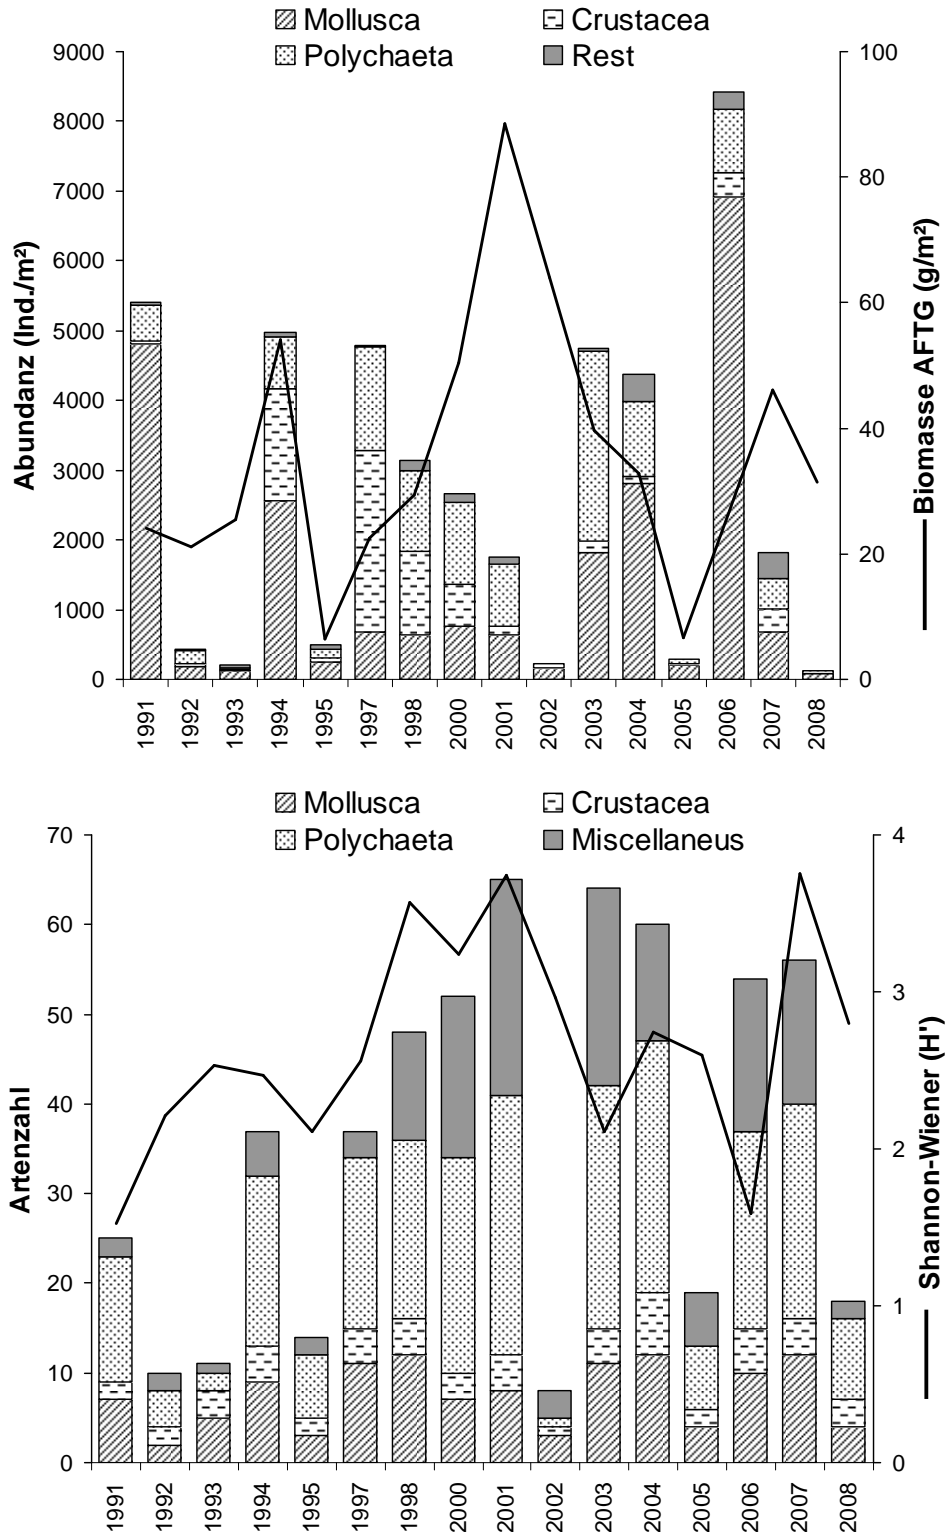 Mollusca Crustacea
Polychaeta Rest
9000
8000
7000
6000
5000
4000
3000
2000
1000
0
Abundanz (Ind./m²)
100
80
60
40
20
0
Biomasse AFTG (g/m²)
1991 1992 1993 1994 1995 1997 1998 2000 2001 2002 2003 2004 2005 2006 2007 2008
Mollusca Crustacea
Polychaeta Miscellaneus
70
60
50
40
30
20
10
0
Artenzahl
4
3
2
1
0
Shannon-Wiener (H')
1991 1992 1993 1994 1995 1997 1998 2000 2001 2002 2003 2004 2005 2006 2007 2008